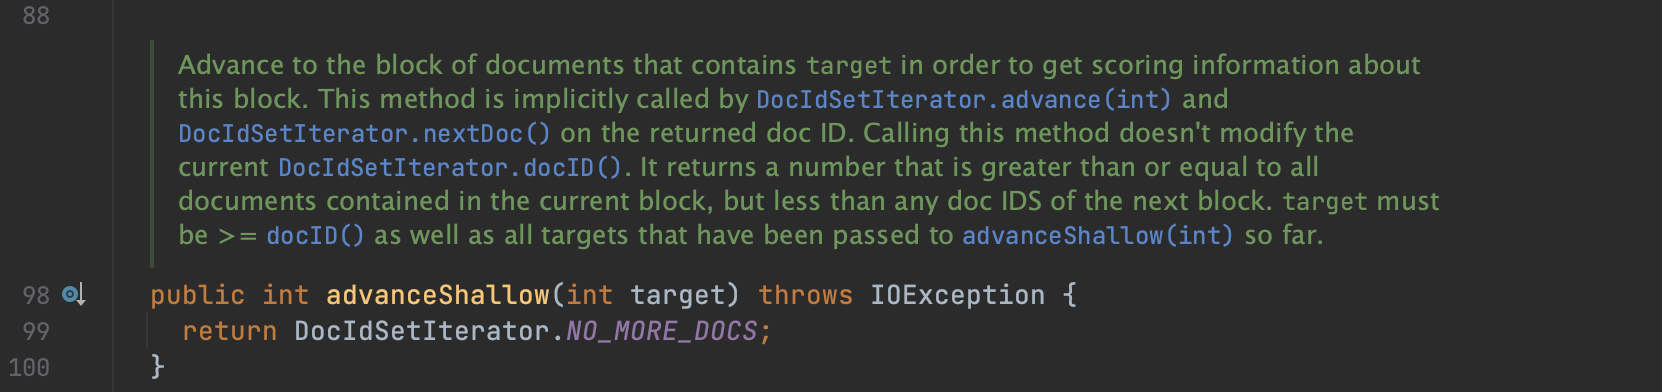 88
Advance to the block of documents that contains target in order to get scoring information about
this block. This method is implicitly called by DocIdSetIterator.advance(int) and
DocIdSetIterator.nextDoc() on the returned doc ID. Calling this method doesn't modify the
current DocIdSetIterator.docID(). It returns a number that is greater than or equal to all
documents contained in the current block, but less than any doc IDS of the next block. target must
be >= docID() as well as all targets that have been passed to advanceShallow(int) so far.
98 public int advanceShallow(int target) throws IOException {
99 return DocIdSetIterator.NO_MORE_DOCS;
100 }